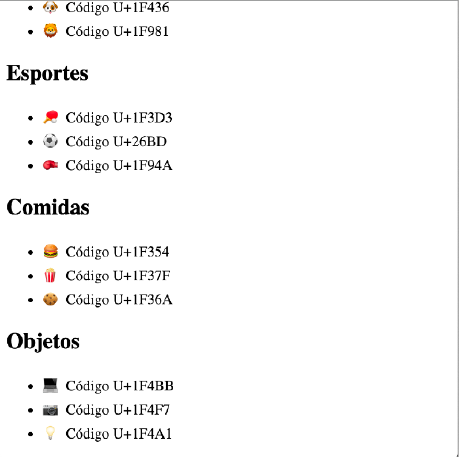 🐶 Código U+1F436
🦁 Código U+1F981
Esportes
🏓 Código U+1F3D3
⚽ Código U+26BD
🥊 Código U+1F94A
Comidas
🍔 Código U+1F354
🍿 Código U+1F37F
🍪 Código U+1F36A
Objetos
💻 Código U+1F4BB
📷 Código U+1F4F7
💡 Código U+1F4A1